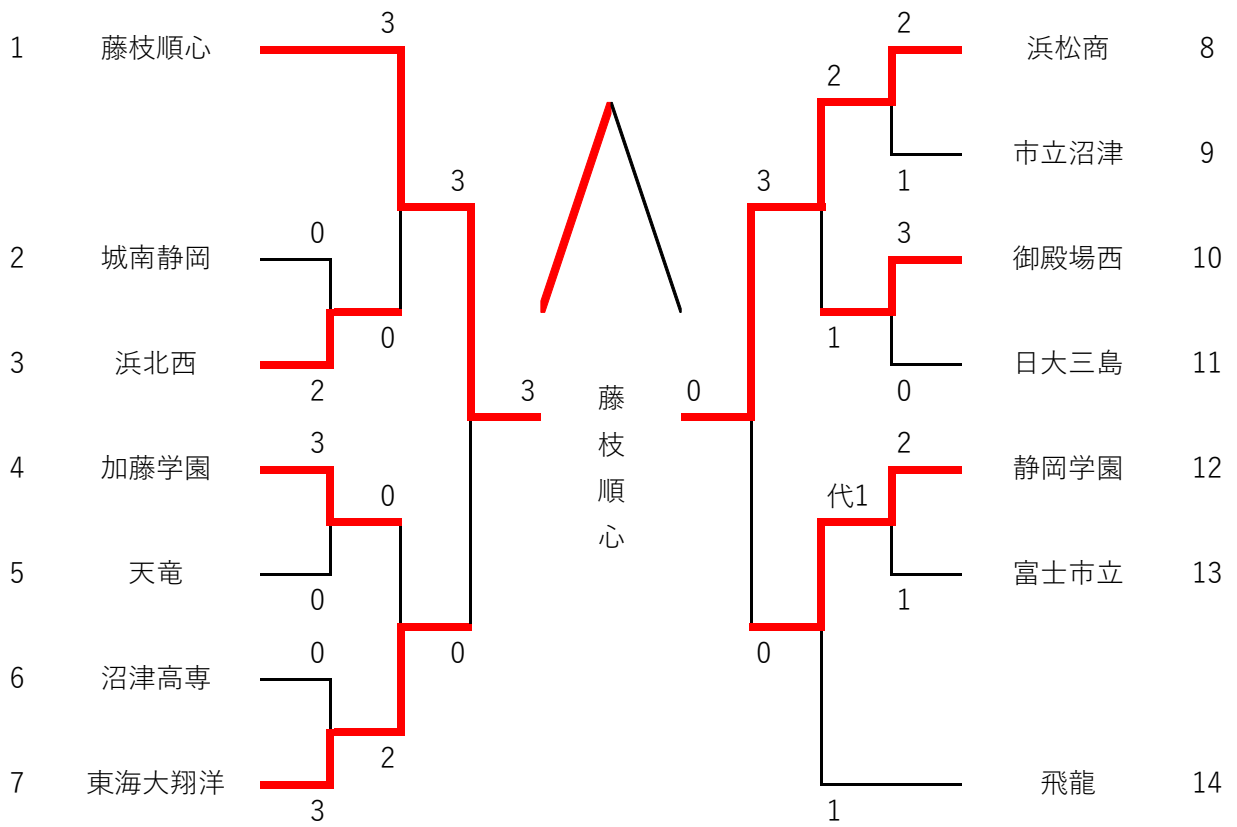 3
2
1 藤枝順心
浜松商 8
2
市立沼津 9
3
3
1
0
3
2 城南静岡
御殿場西 10
0
1
3 浜北西
日大三島 11
2
3
0
0
藤枝順心
3
2
4 加藤学園
静岡学園 12
0
代1
5 天竜
富士市立 13
0
1
0
0
0
6 沼津高専
2
7 東海大翔洋
飛龍 14
3
1